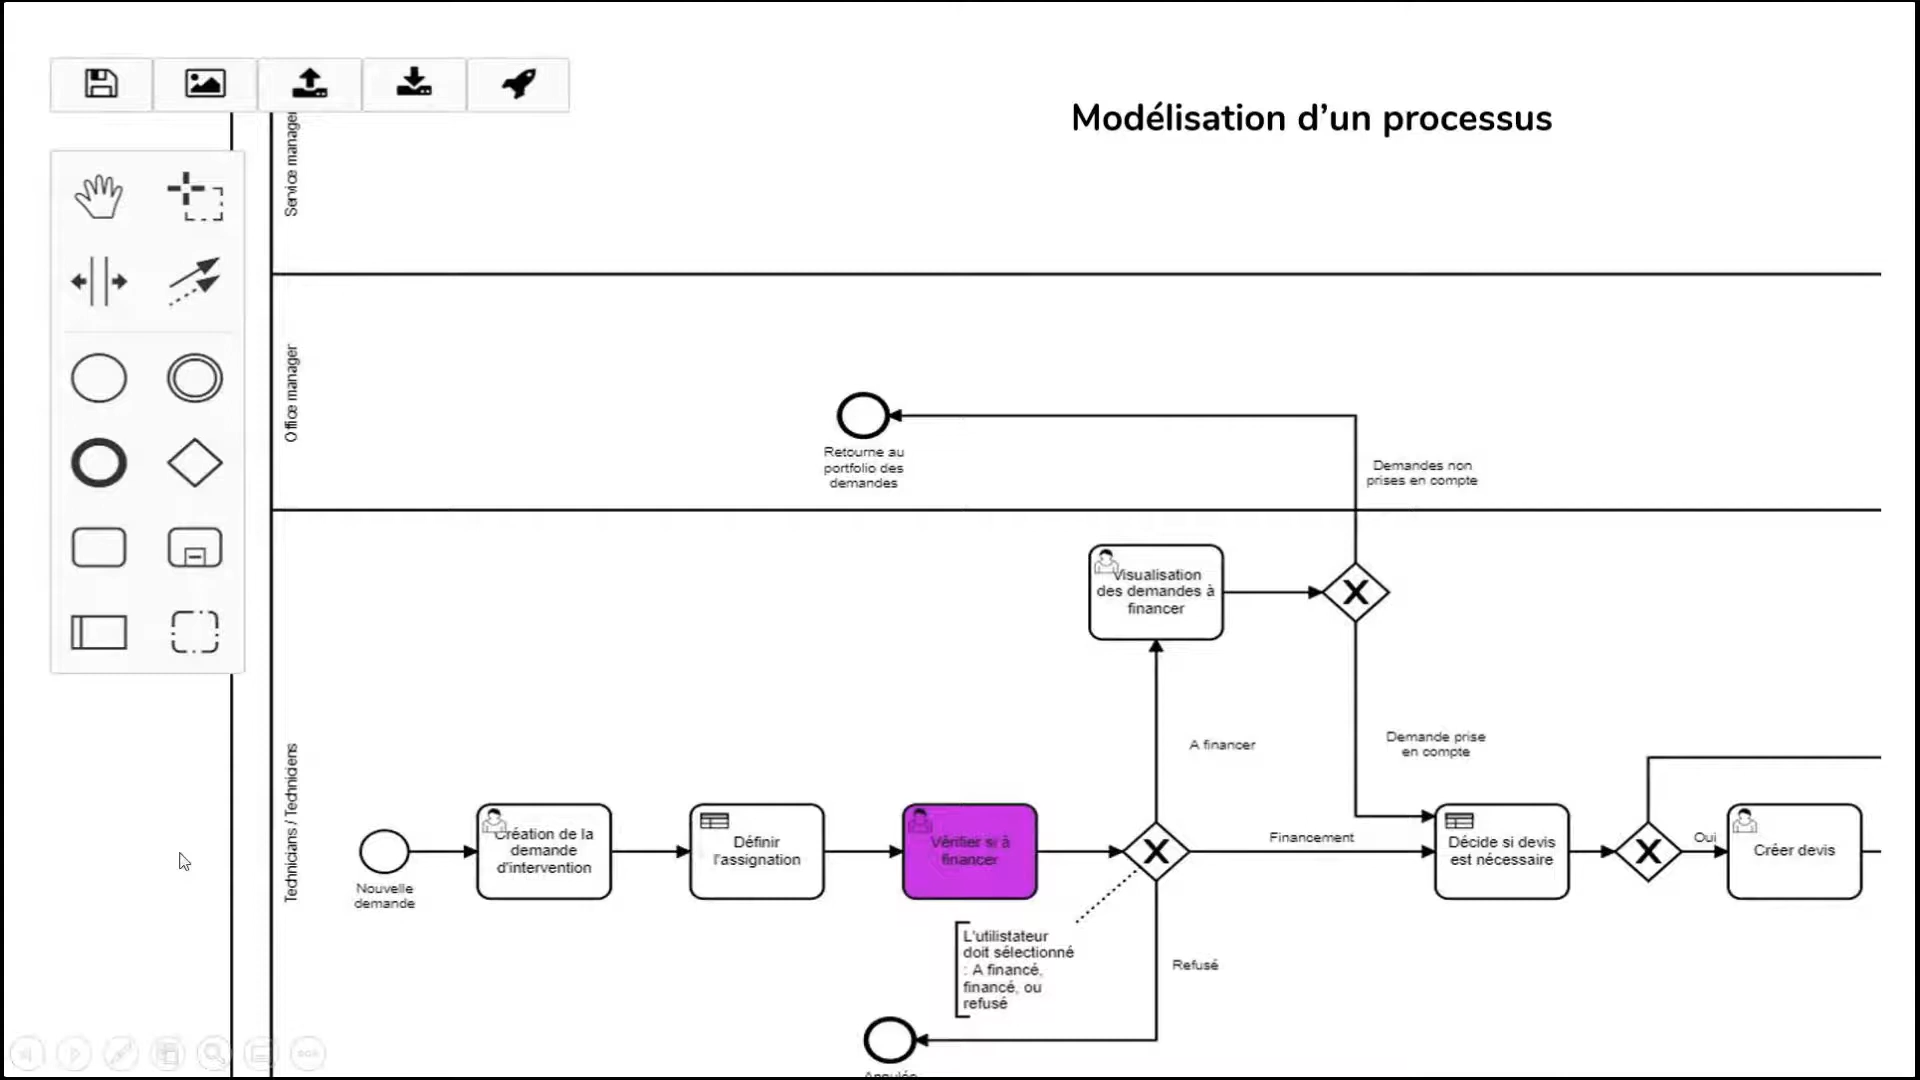 Modélisation d’un processus
Service manager
Office manager
Retourne au
portfolio des
demandes
Demandes non
prises en compte
Visualisation
des demandes à
financer
A financer
Demande prise
en compte
Technicians / Techniciens
Nouvelle
demande
Création de la
demande
d'intervention
Définir
l'assignation
Vérifier si à
financer
Financement
Décide si devis
est nécessaire
Oui
Créer devis
L'utilistateur
doit sélectionné
: A financé,
financé, ou
refusé
Refusé
Annulée